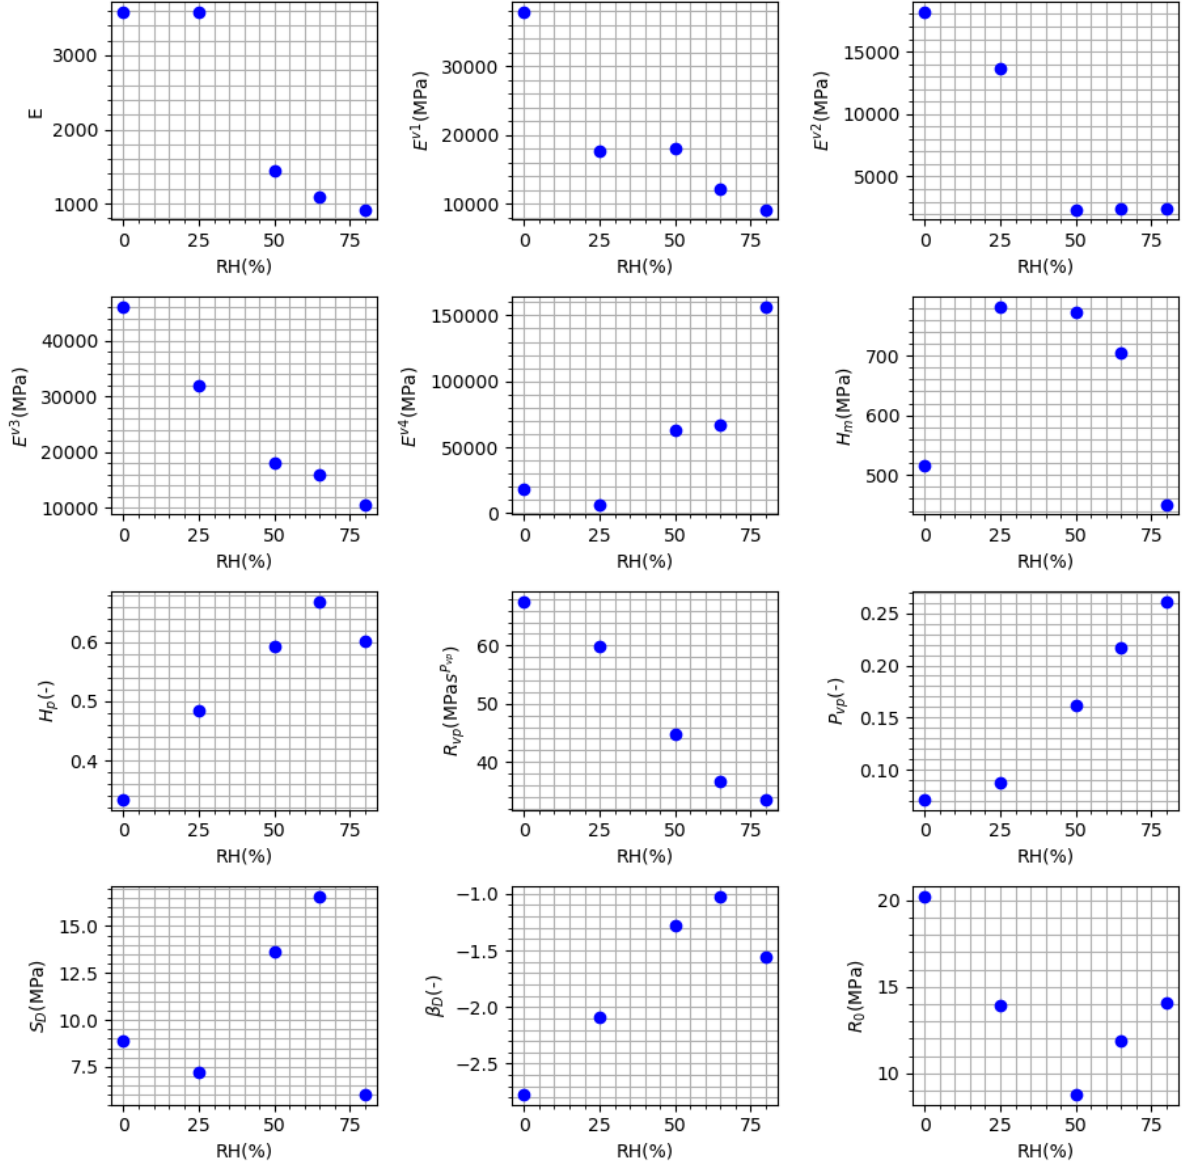 3000
2000
1000
E
0 25 50 75
RH(%)
30000
20000
10000
E^{v1}(MPa)
0 25 50 75
RH(%)
15000
10000
5000
E^{v2}(MPa)
0 25 50 75
RH(%)
40000
30000
20000
10000
E^{v3}(MPa)
0 25 50 75
RH(%)
150000
100000
50000
0
E^{v4}(MPa)
0 25 50 75
RH(%)
700
600
500
H_m(MPa)
0 25 50 75
RH(%)
0.6
0.5
0.4
H_p(-)
0 25 50 75
RH(%)
60
50
40
R_{vp}(MPas^{P_{vp}})
0 25 50 75
RH(%)
0.25
0.20
0.15
0.10
P_{vp}(-)
0 25 50 75
RH(%)
15.0
12.5
10.0
7.5
S_D(MPa)
0 25 50 75
RH(%)
−1.0
−1.5
−2.0
−2.5
β_D(-)
0 25 50 75
RH(%)
20
15
10
R_0(MPa)
0 25 50 75
RH(%)